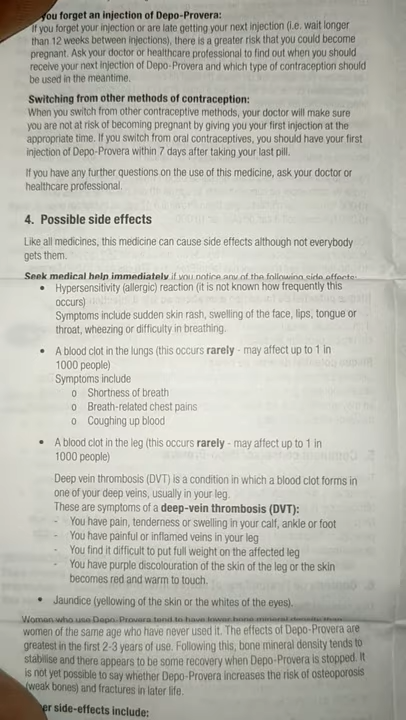 you forget an injection of Depo-Provera:
If you forget your injection or are late getting your next injection (i.e. wait longer
than 12 weeks between injections), there is a greater risk that you could become
pregnant. Ask your doctor or healthcare professional to find out when you should
receive your next injection of Depo-Provera and which type of contraception should
be used in the meantime.
Switching from other methods of contraception:
When you switch from other contraceptive methods, your doctor will make sure
you are not at risk of becoming pregnant by giving you your first injection at the
appropriate time. If you switch from oral contraceptives, you should have your first
injection of Depo-Provera within 7 days after taking your last pill.
If you have any further questions on the use of this medicine, ask your doctor or
healthcare professional.
4. Possible side effects
Like all medicines, this medicine can cause side effects although not everybody
gets them.
Seek medical help immediately if you notice any of the following side effects:
• Hypersensitivity (allergic) reaction (it is not known how frequently this
occurs)
Symptoms include sudden skin rash, swelling of the face, lips, tongue or
throat, wheezing or difficulty in breathing.
• A blood clot in the lungs (this occurs rarely - may affect up to 1 in
1000 people)
Symptoms include
o Shortness of breath
o Breath-related chest pains
o Coughing up blood
• A blood clot in the leg (this occurs rarely - may affect up to 1 in
1000 people)
Deep vein thrombosis (DVT) is a condition in which a blood clot forms in
one of your deep veins, usually in your leg.
These are symptoms of a deep-vein thrombosis (DVT):
- You have pain, tenderness or swelling in your calf, ankle or foot
- You have painful or inflamed veins in your leg
- You find it difficult to put full weight on the affected leg
- You have purple discolouration of the skin of the leg or the skin
becomes red and warm to touch.
• Jaundice (yellowing of the skin or the whites of the eyes).
Women who use Depo-Provera tend to have lower bone mineral density than
women of the same age who have never used it. The effects of Depo-Provera are
greatest in the first 2-3 years of use. Following this, bone mineral density tends to
stabilise and there appears to be some recovery when Depo-Provera is stopped. It
is not yet possible to say whether Depo-Provera increases the risk of osteoporosis
(weak bones) and fractures in later life.
er side-effects include: